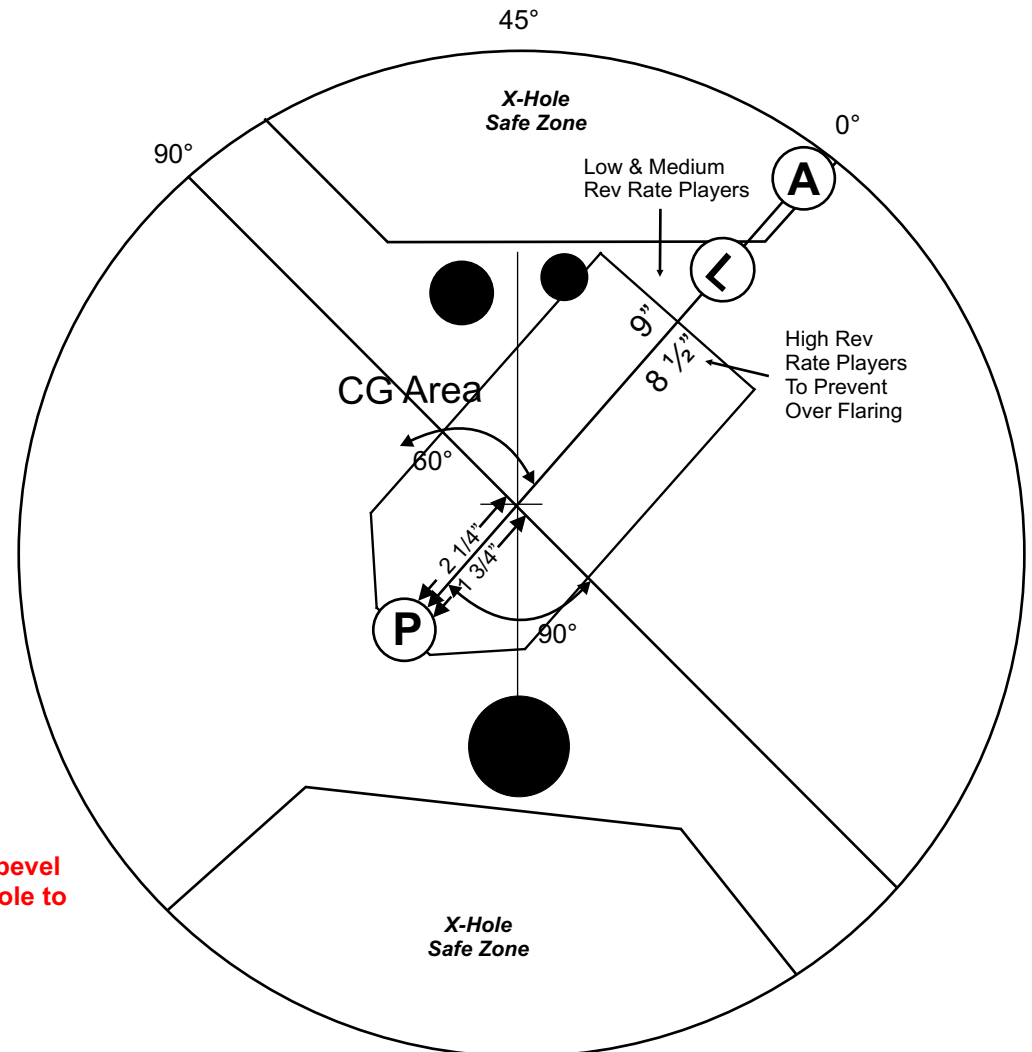 45°
X-Hole
Safe Zone
0°
90°
Low & Medium
Rev Rate Players
A
L
9”
8 ½”
High Rev
Rate Players
To Prevent
Over Flaring
CG Area
60°
2 1/4”
1 3/4”
P
90°
bevel
ole to
X-Hole
Safe Zone